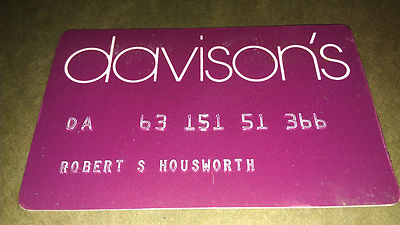 davison's
DA 63 151 51 366
ROBERT S HOUSWORTH